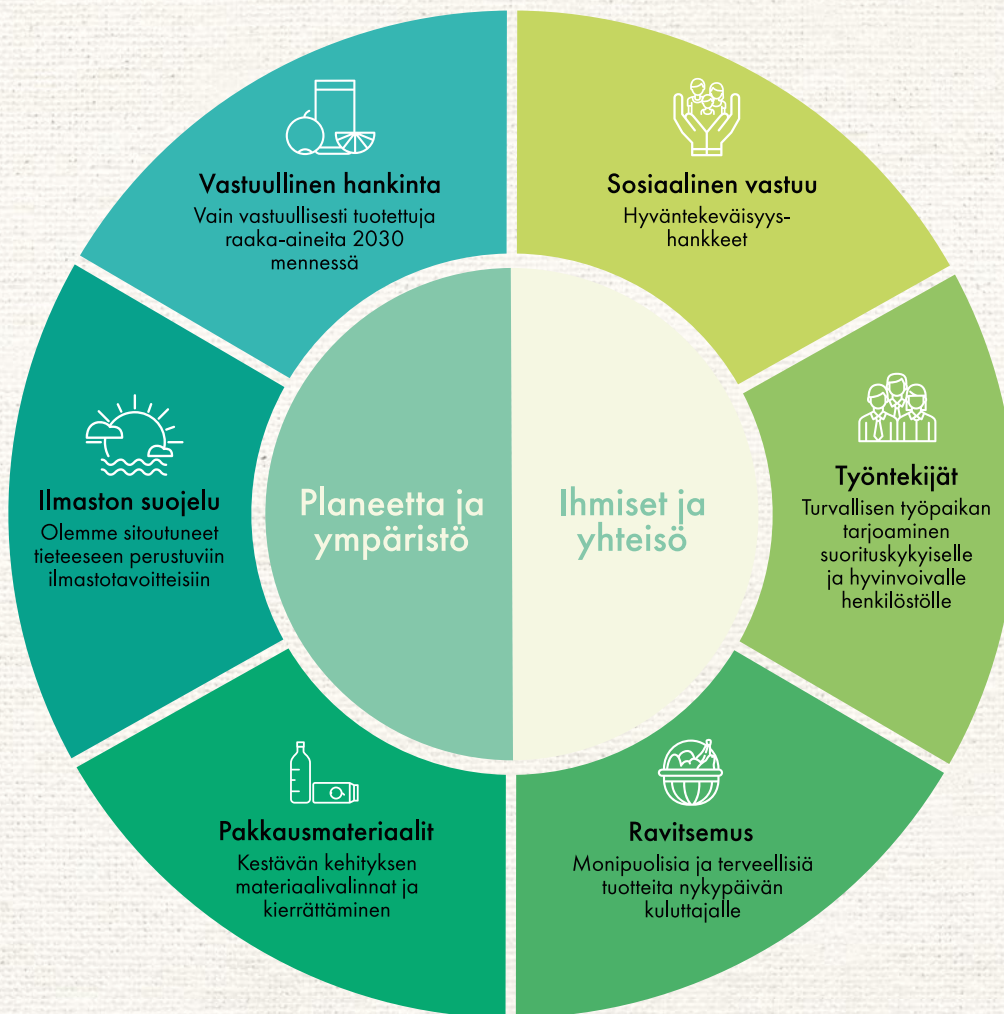 Vastuullinen hankinta
Vain vastuullisesti tuotettuja
raaka-aineita 2030
mennessä
Sosiaalinen vastuu
Hyväntekeväisyys-
hankkeet
Ilmaston suojelu
Olemme sitoutuneet
tieteeseen perustuviin
ilmastotavoitteisiin
Planeetta ja
ympäristö
Ihmiset ja
yhteisö
Työntekijät
Turvallisen työpaikan
tarjoaminen
suorituskykyiselle
ja hyvinvoivalle
henkilöstölle
Pakkausmateriaalit
Kestävän kehityksen
materiaalivalinnat ja
kierrättäminen
Ravitsemus
Monipuolisia ja terveellisiä
tuotteita nykypäivän
kuluttajalle